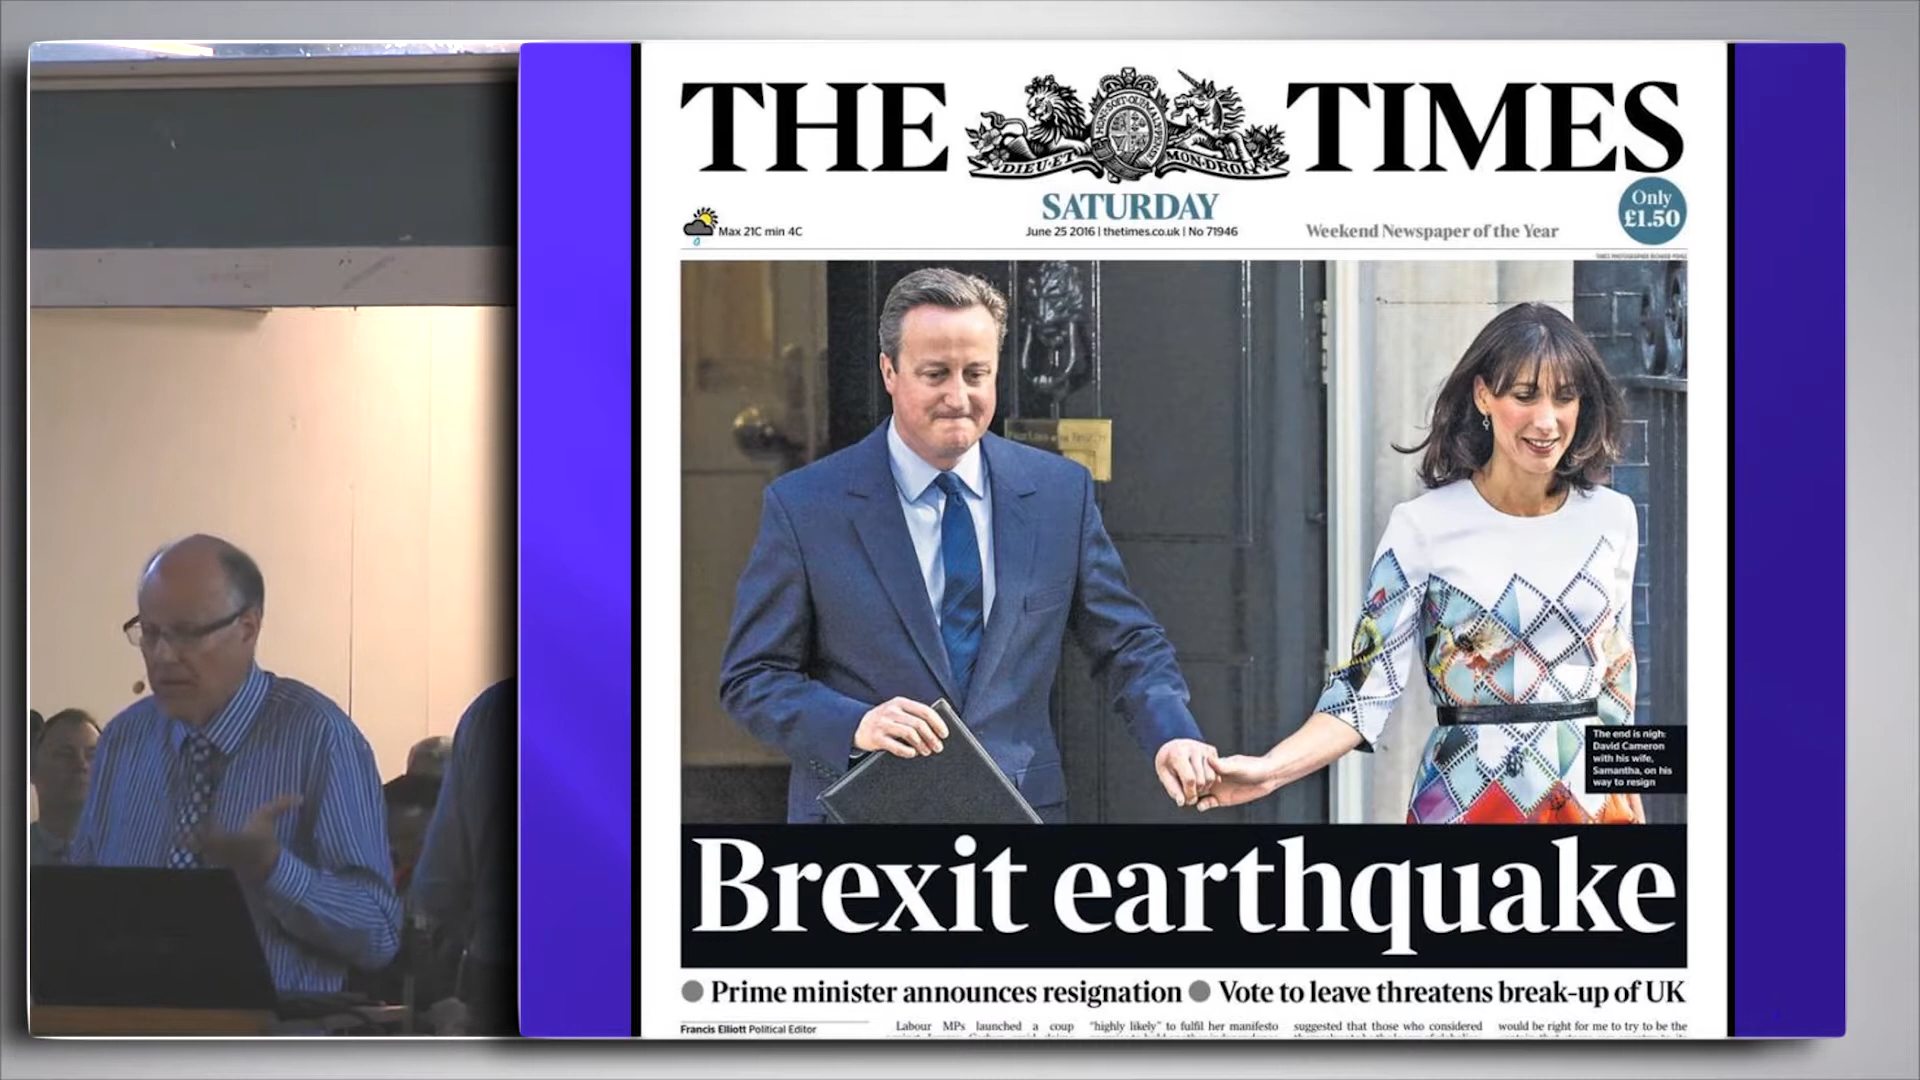 THE TIMES
DIEU·ET MON·DROIT
SATURDAY
Only
£1.50
Max 21C min 4C
June 25 2016 | thetimes.co.uk | No 71946
Weekend Newspaper of the Year
The end is nigh:
David Cameron
with his wife,
Samantha, on his
way to resign
Brexit earthquake
Prime minister announces resignation
Vote to leave threatens break-up of UK
Francis Elliott Political Editor
Labour MPs launched a coup
"highly likely" to fulfil her manifesto
suggested that those who considered
would be right for me to try to be the